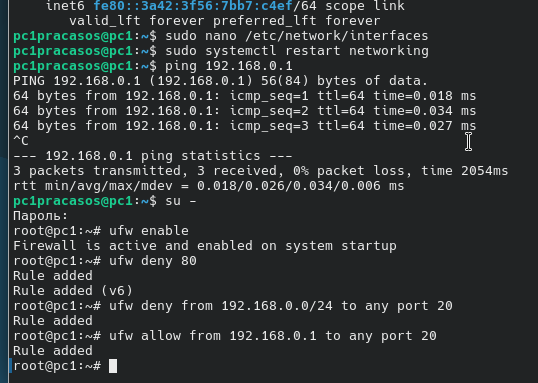 inet6 fe80::3a42:3f56:7bb7:c4ef/64 scope link
valid_lft forever preferred_lft forever
pc1pracasos@pc1:~$ sudo nano /etc/network/interfaces
pc1pracasos@pc1:~$ sudo systemctl restart networking
pc1pracasos@pc1:~$ ping 192.168.0.1
PING 192.168.0.1 (192.168.0.1) 56(84) bytes of data.
64 bytes from 192.168.0.1: icmp_seq=1 ttl=64 time=0.018 ms
64 bytes from 192.168.0.1: icmp_seq=2 ttl=64 time=0.034 ms
64 bytes from 192.168.0.1: icmp_seq=3 ttl=64 time=0.027 ms
^C
--- 192.168.0.1 ping statistics ---
3 packets transmitted, 3 received, 0% packet loss, time 2054ms
rtt min/avg/max/mdev = 0.018/0.026/0.034/0.006 ms
pc1pracasos@pc1:~$ su -
Пароль:
root@pc1:~# ufw enable
Firewall is active and enabled on system startup
root@pc1:~# ufw deny 80
Rule added
Rule added (v6)
root@pc1:~# ufw deny from 192.168.0.0/24 to any port 20
Rule added
root@pc1:~# ufw allow from 192.168.0.1 to any port 20
Rule added
root@pc1:~#